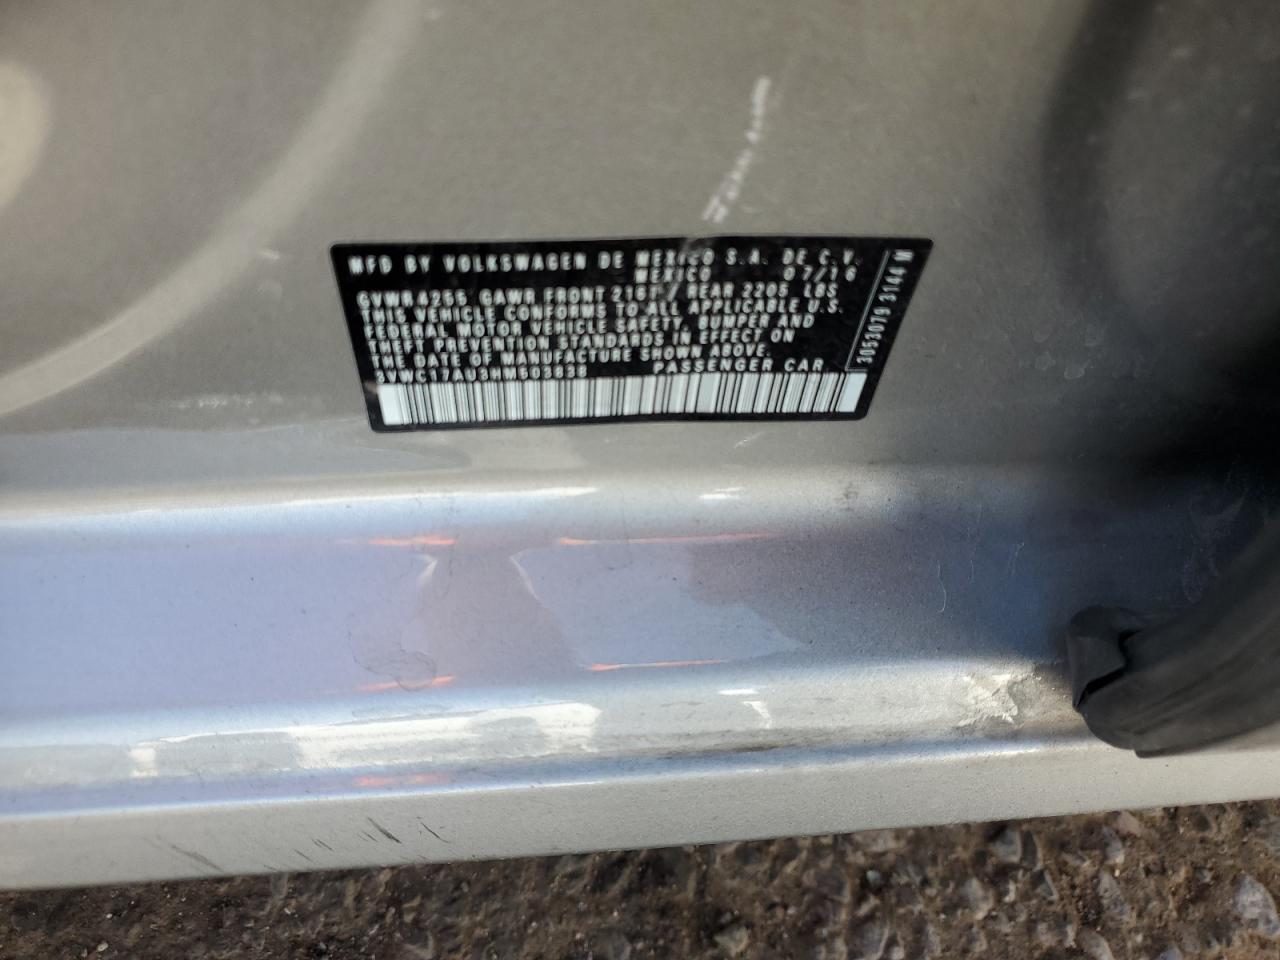 MFD BY VOLKSWAGEN DE MEXICO S.A. DE C.V.
MEXICO 07/16
GVWR 4255 GAWR FRONT REAR 2205 LBS
THIS VEHICLE CONFORMS TO ALL APPLICABLE U.S.
FEDERAL MOTOR VEHICLE SAFETY, BUMPER AND
THEFT PREVENTION STANDARDS IN EFFECT ON
THE DATE OF MANUFACTURE SHOWN ABOVE.
PASSENGER CAR
3053079 3144 M